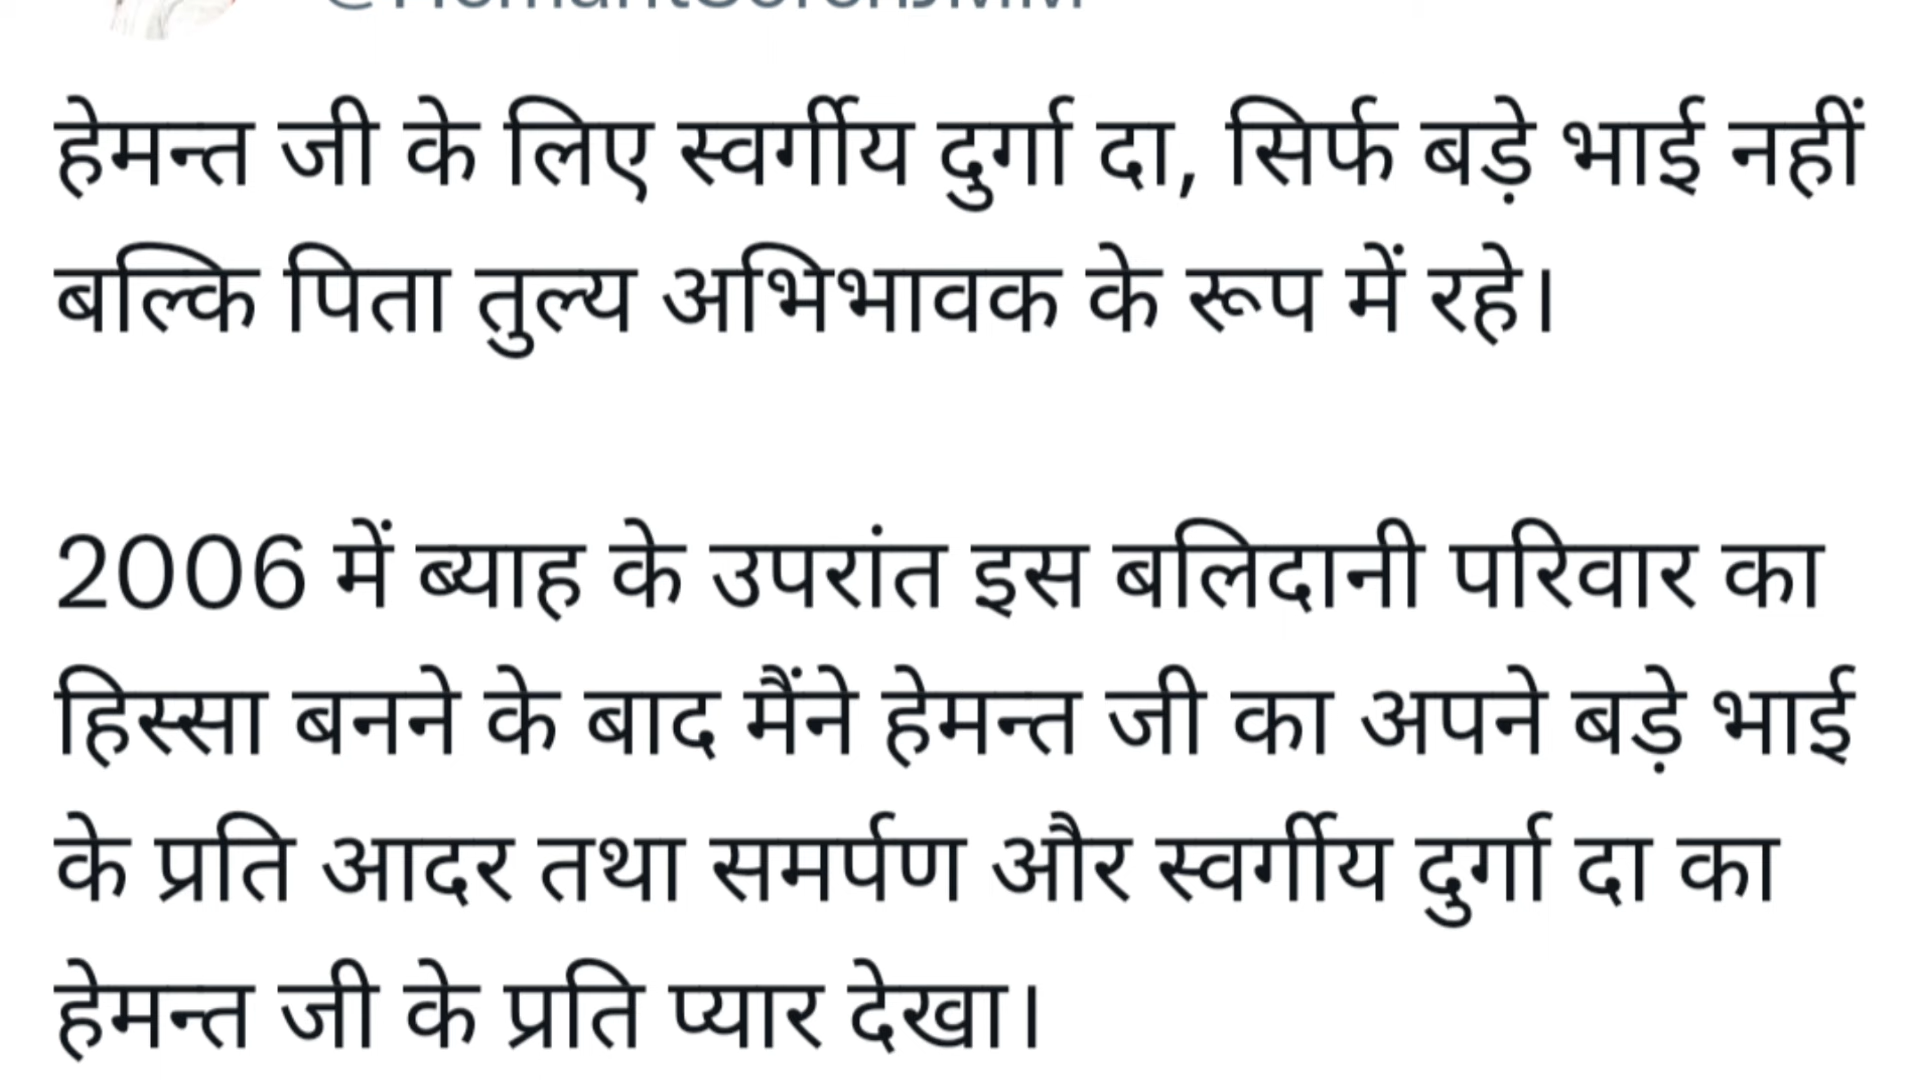 @HemantSorenJMM
हेमन्त जी के लिए स्वर्गीय दुर्गा दा, सिर्फ बड़े भाई नहीं
बल्कि पिता तुल्य अभिभावक के रूप में रहे।
2006 में ब्याह के उपरांत इस बलिदानी परिवार का
हिस्सा बनने के बाद मैंने हेमन्त जी का अपने बड़े भाई
के प्रति आदर तथा समर्पण और स्वर्गीय दुर्गा दा का
हेमन्त जी के प्रति प्यार देखा।